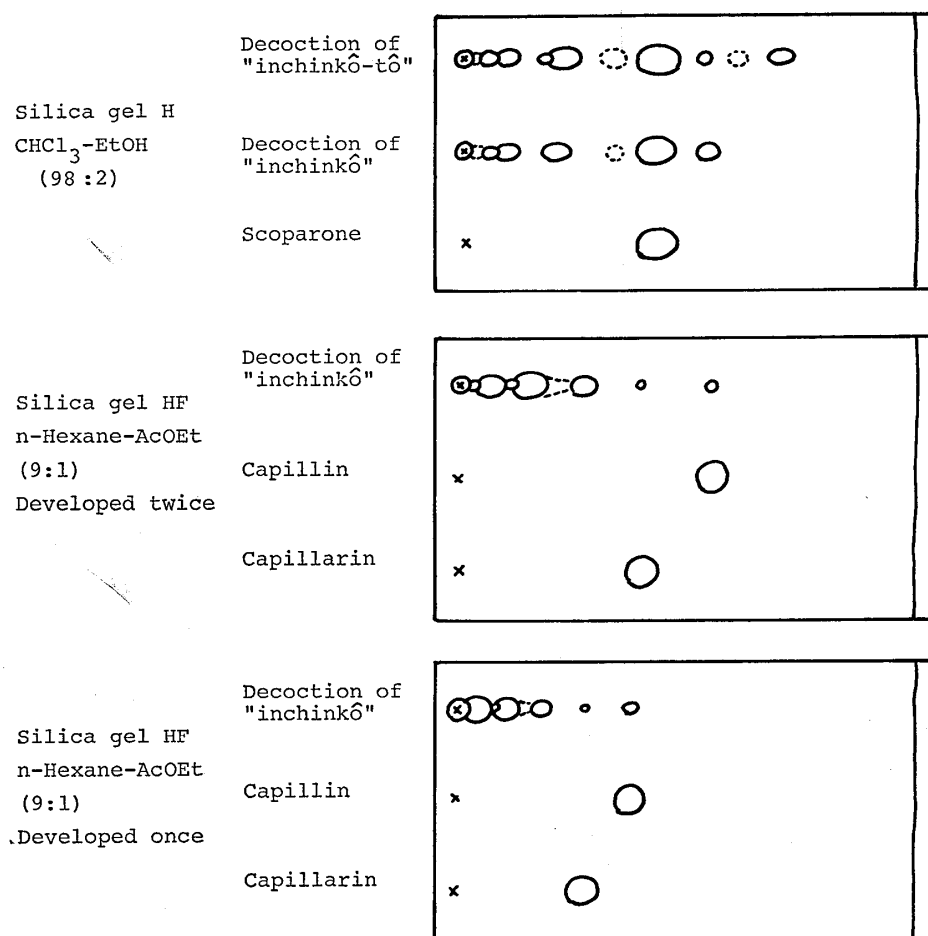 Decoction of
"inchinkô-tô"
Silica gel H
CHCl₃-EtOH
(98:2)
Decoction of
"inchinkô"
Scoparone
Decoction of
"inchinkô"
Silica gel HF
n-Hexane-AcOEt
(9:1)
Developed twice
Capillin
Capillarin
Decoction of
"inchinkô"
Silica gel HF
n-Hexane-AcOEt
(9:1)
Developed once
Capillin
Capillarin